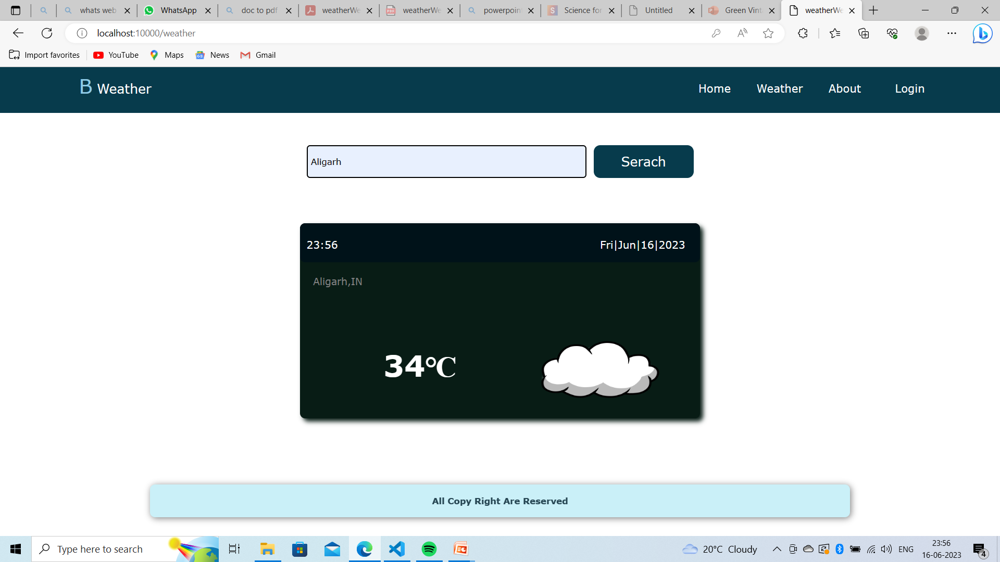 whats web
WhatsApp
doc to pdf
weatherWe
weatherWe
powerpoin
Science for
Untitled
Green Vint
weatherWe
localhost:10000/weather
Import favorites
YouTube
Maps
News
Gmail
B Weather
Home
Weather
About
Login
Aligarh
Serach
23:56
Fri|Jun|16|2023
Aligarh,IN
34°C
All Copy Right Are Reserved
Type here to search
20°C Cloudy
ENG
23:56
16-06-2023
4